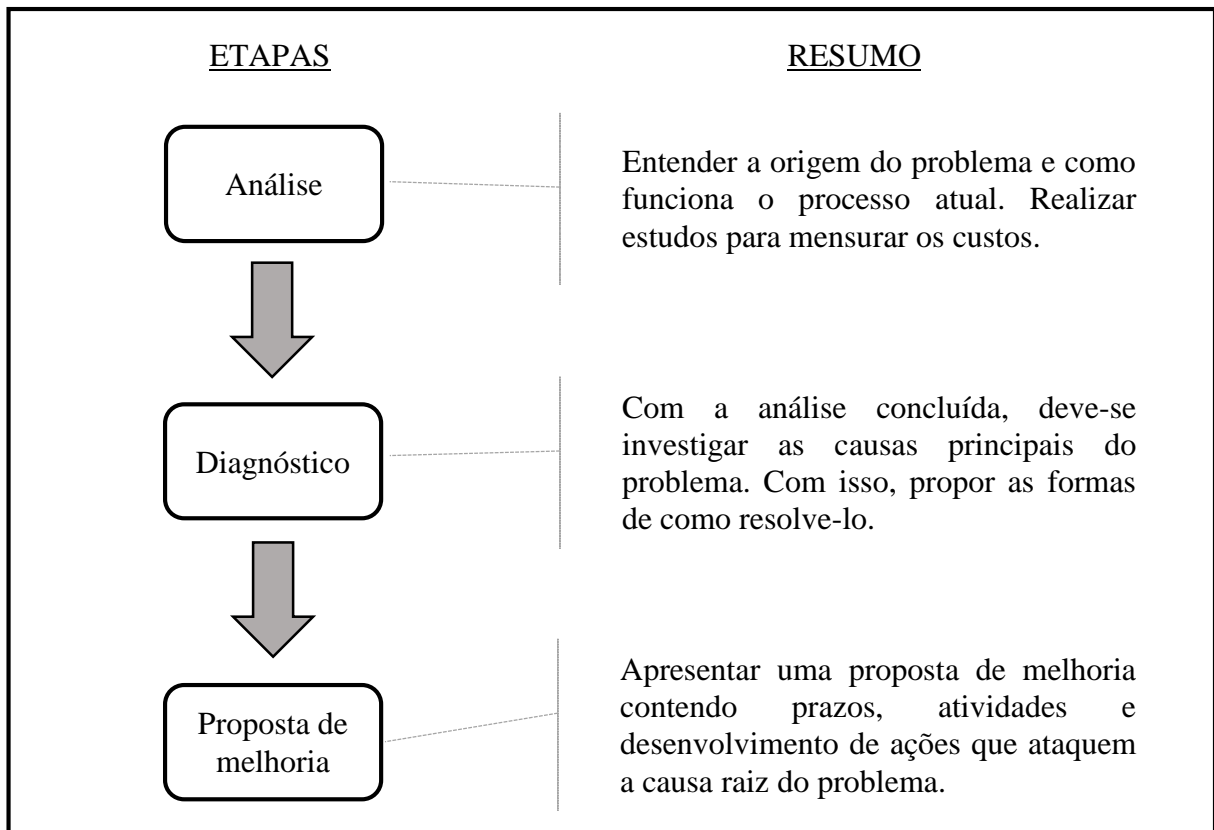 ETAPAS
RESUMO
Análise
Entender a origem do problema e como
funciona o processo atual. Realizar
estudos para mensurar os custos.
Diagnóstico
Com a análise concluída, deve-se
investigar as causas principais do
problema. Com isso, propor as formas
de como resolve-lo.
Proposta de
melhoria
Apresentar uma proposta de melhoria
contendo prazos, atividades e
desenvolvimento de ações que ataquem
a causa raiz do problema.